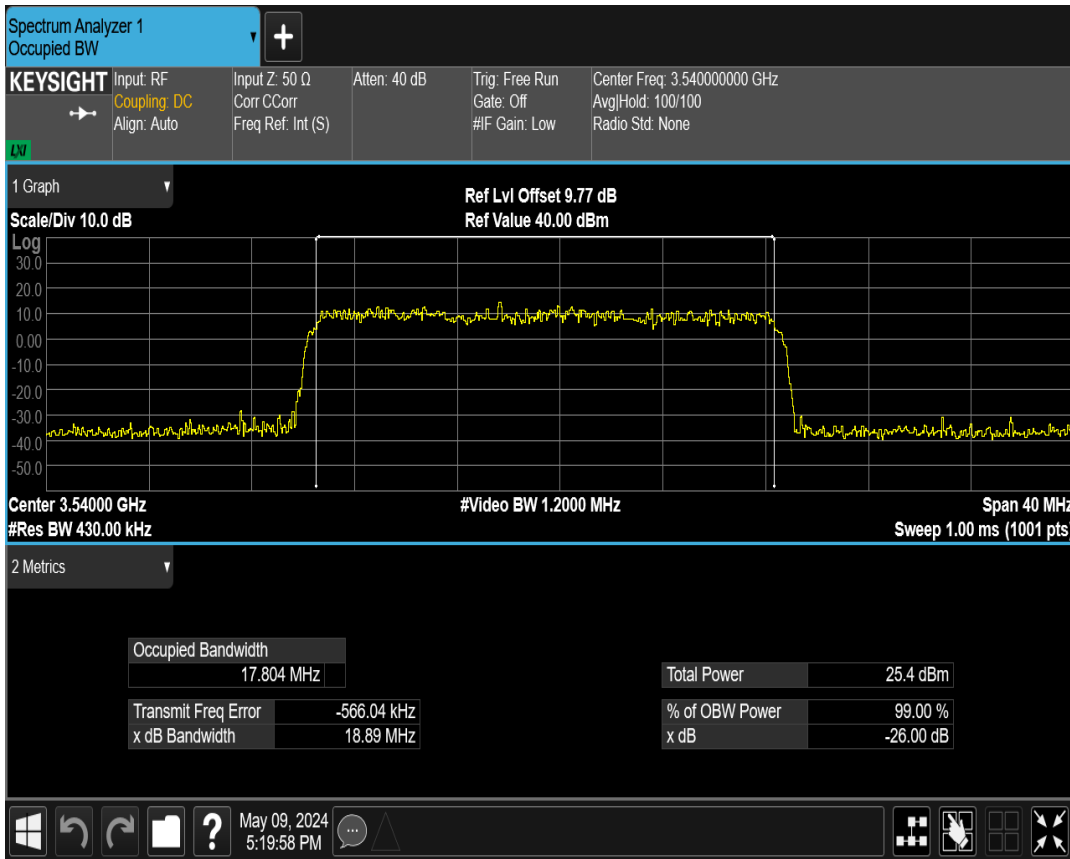 Spectrum Analyzer 1
Occupied BW
+
KEYSIGHT
LXI
Input: RF
Coupling: DC
Align: Auto
Input Z: 50 Ω
Corr CCorr
Freq Ref: Int (S)
Atten: 40 dB
Trig: Free Run
Gate: Off
#IF Gain: Low
Center Freq: 3.540000000 GHz
Avg|Hold: 100/100
Radio Std: None
1 Graph
Ref Lvl Offset 9.77 dB
Scale/Div 10.0 dB
Ref Value 40.00 dBm
Log
30.0
20.0
10.0
0.00
-10.0
-20.0
-30.0
-40.0
-50.0
Center 3.54000 GHz
#Video BW 1.2000 MHz
Span 40 MHz
#Res BW 430.00 kHz
Sweep 1.00 ms (1001 pts)
2 Metrics
Occupied Bandwidth
17.804 MHz
Total Power 25.4 dBm
Transmit Freq Error -566.04 kHz
% of OBW Power 99.00 %
x dB Bandwidth 18.89 MHz
x dB -26.00 dB
?
May 09, 2024
5:19:58 PM